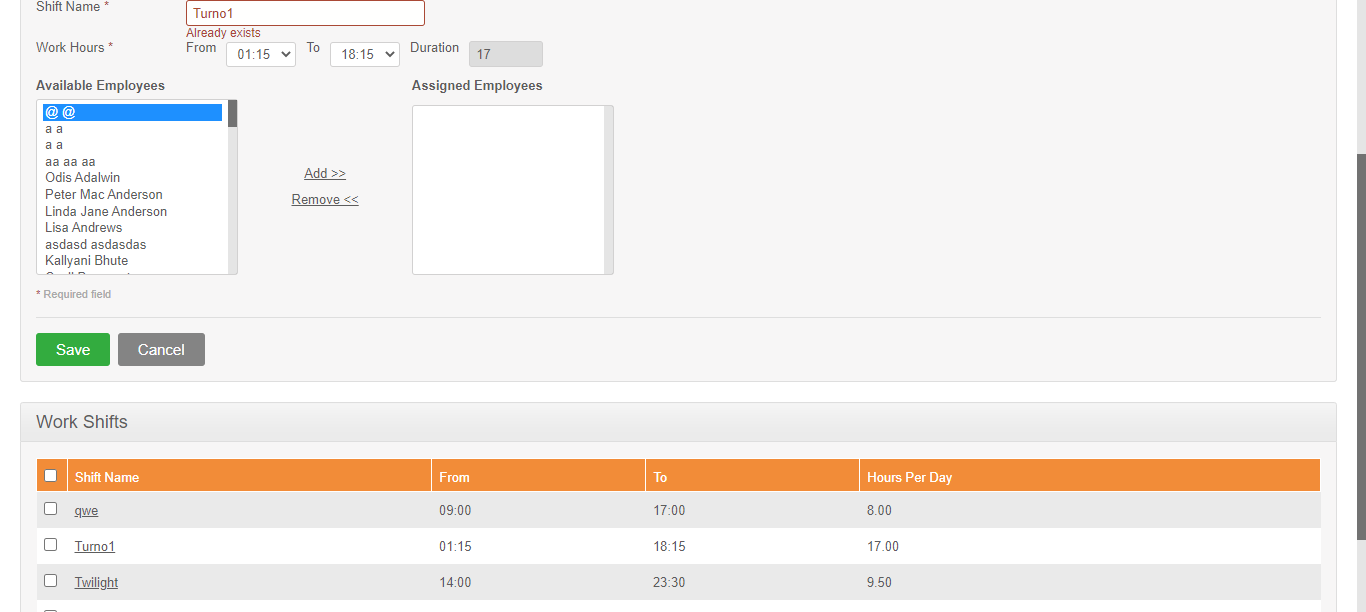 Shift Name *
Turno1
Already exists
Work Hours *
From
01:15
To
18:15
Duration
17
Available Employees
@ @
a a
a a
aa aa aa
Odis Adalwin
Peter Mac Anderson
Linda Jane Anderson
Lisa Andrews
asdasd asdasdas
Kallyani Bhute
Assigned Employees
Add >>
Remove <<
* Required field
Save
Cancel
Work Shifts
Shift Name From To Hours Per Day
qwe 09:00 17:00 8.00
Turno1 01:15 18:15 17.00
Twilight 14:00 23:30 9.50